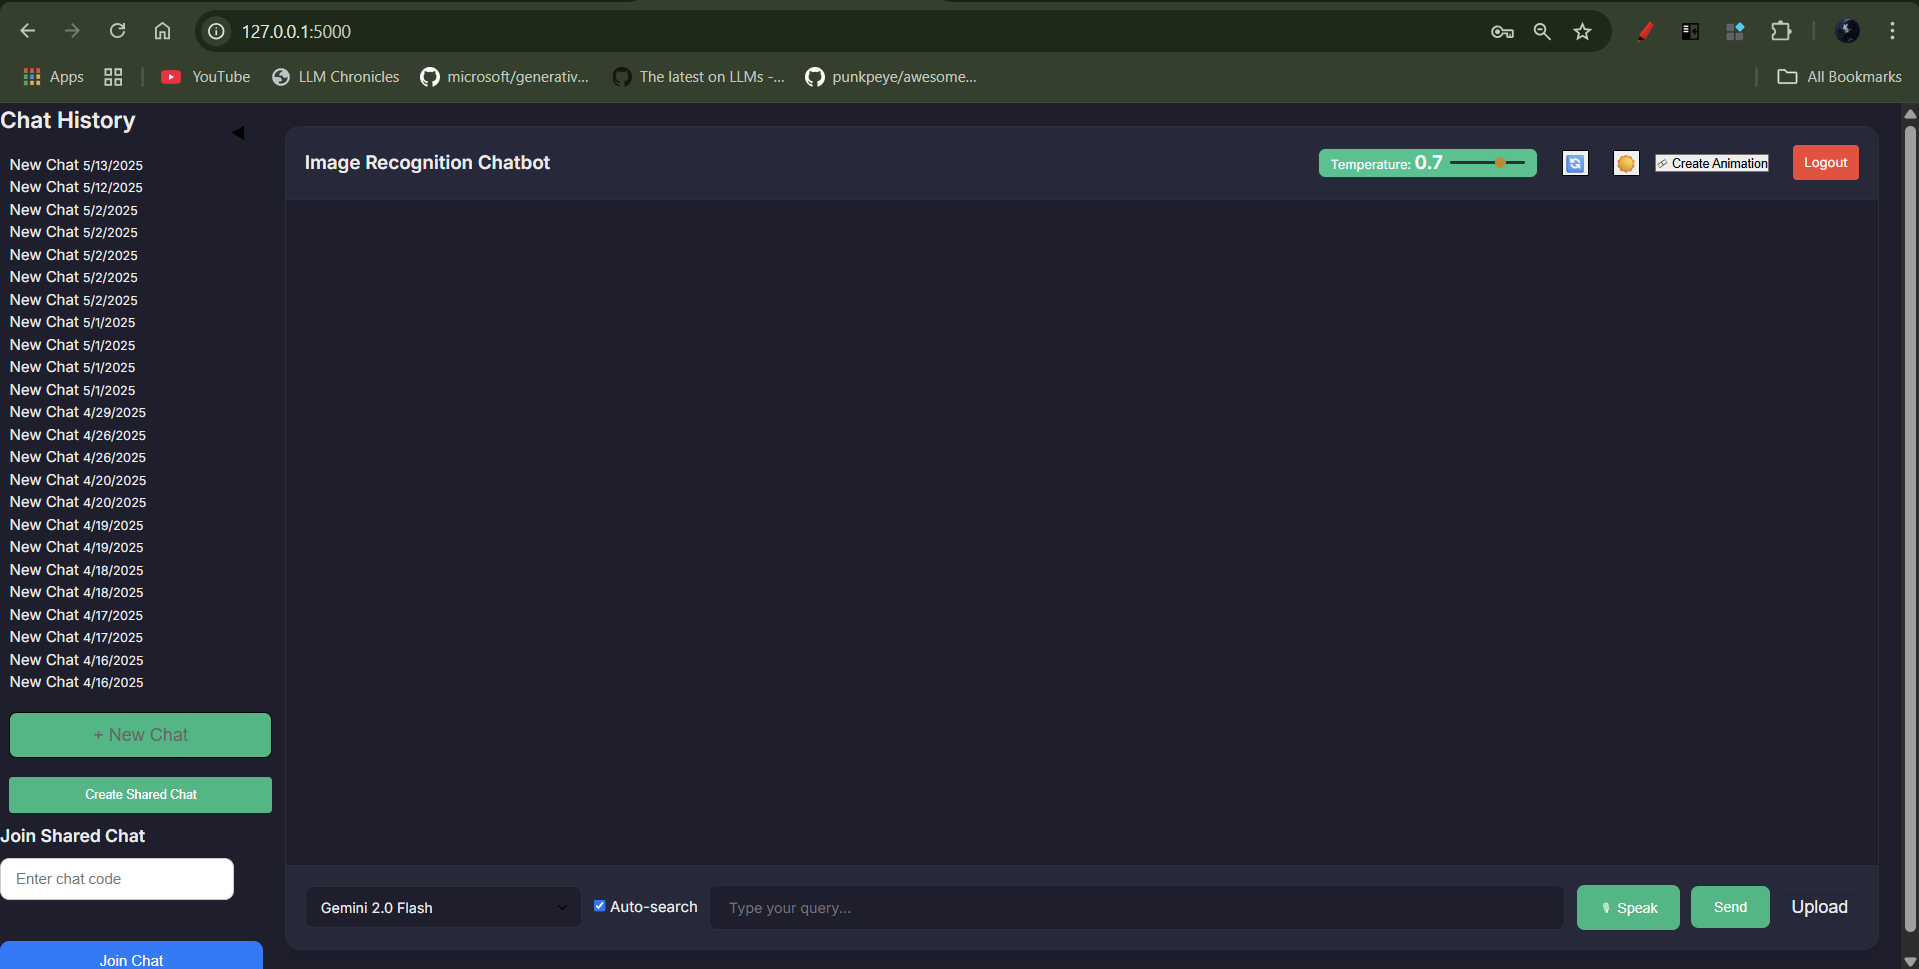 127.0.0.1:5000
Apps
YouTube
LLM Chronicles
microsoft/generativ...
The latest on LLMs -...
punkpeye/awesome...
All Bookmarks
Chat History
New Chat 5/13/2025
New Chat 5/12/2025
New Chat 5/2/2025
New Chat 5/2/2025
New Chat 5/2/2025
New Chat 5/2/2025
New Chat 5/2/2025
New Chat 5/1/2025
New Chat 5/1/2025
New Chat 5/1/2025
New Chat 5/1/2025
New Chat 4/29/2025
New Chat 4/26/2025
New Chat 4/26/2025
New Chat 4/20/2025
New Chat 4/20/2025
New Chat 4/19/2025
New Chat 4/19/2025
New Chat 4/18/2025
New Chat 4/18/2025
New Chat 4/17/2025
New Chat 4/17/2025
New Chat 4/16/2025
New Chat 4/16/2025
+ New Chat
Create Shared Chat
Join Shared Chat
Enter chat code
Join Chat
Image Recognition Chatbot
Temperature: 0.7
Create Animation
Logout
Gemini 2.0 Flash
Auto-search
Type your query...
Speak
Send
Upload